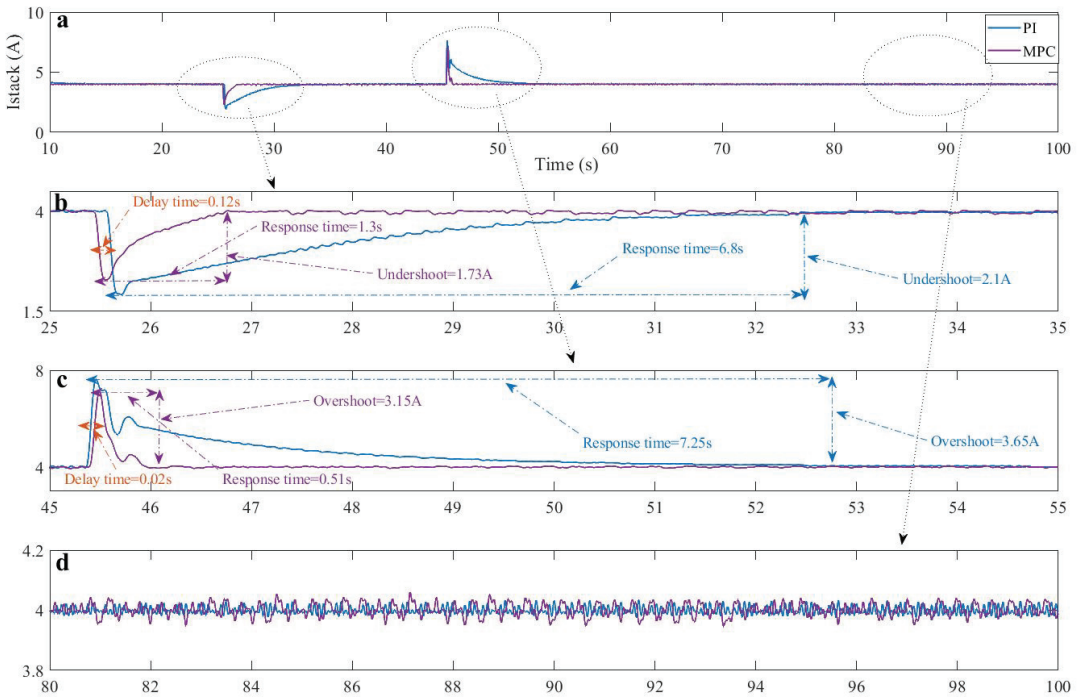 a
10
5
0
Istack (A)
PI
MPC
10 20 30 40 50 60 70 80 90 100
Time (s)
b
4
1.5
Delay time=0.12s
Response time=1.3s
Response time=6.8s
Undershoot=1.73A
Undershoot=2.1A
25 26 27 28 29 30 31 32 33 34 35
c
8
4
Overshoot=3.15A
Response time=7.25s
Overshoot=3.65A
Delay time=0.02s
Response time=0.51s
45 46 47 48 49 50 51 52 53 54 55
d
4.2
4
3.8
80 82 84 86 88 90 92 94 96 98 100